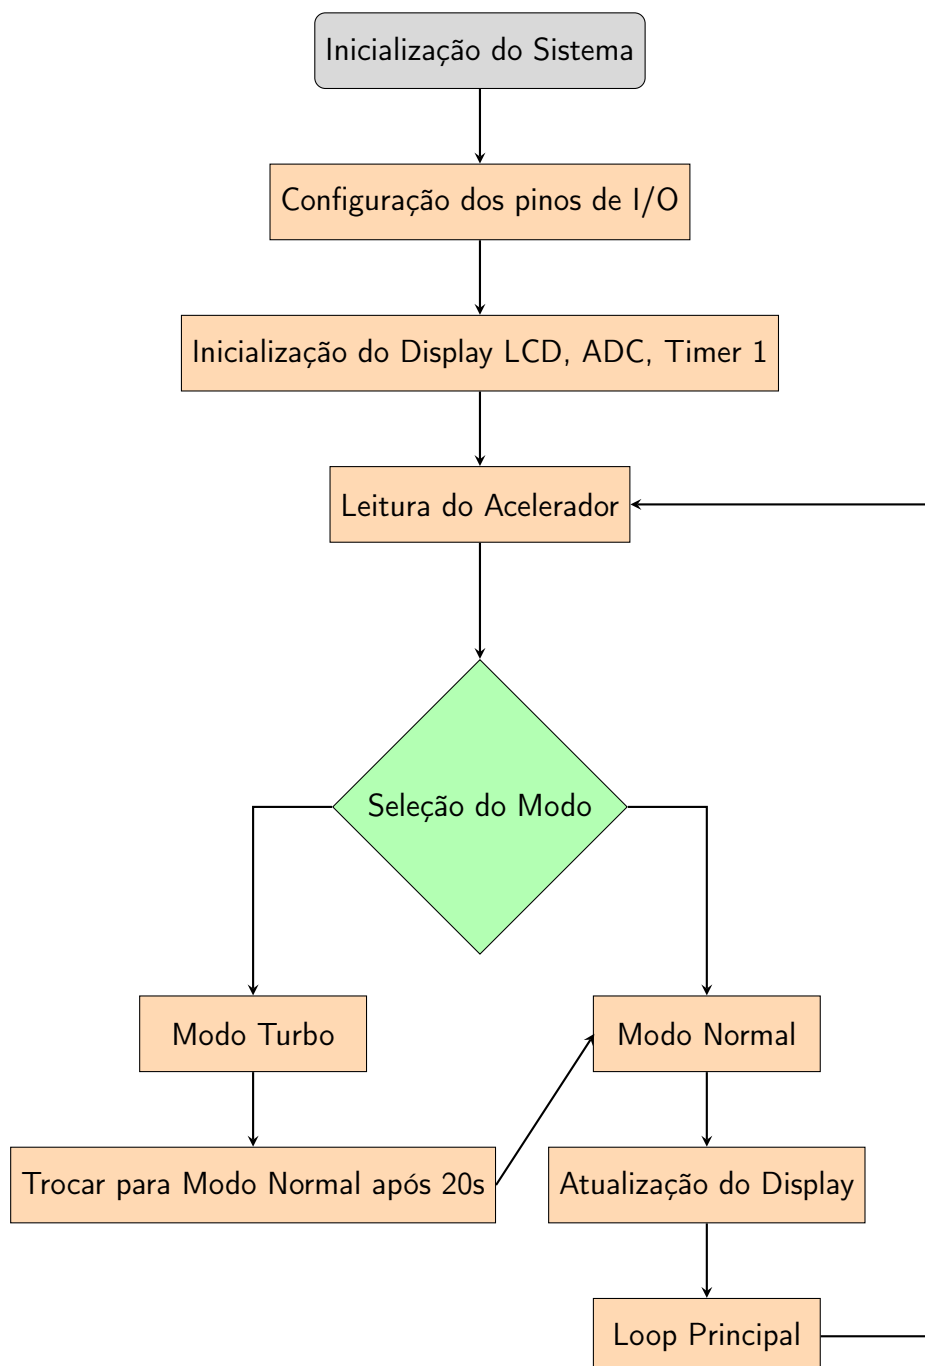 Inicialização do Sistema
Configuração dos pinos de I/O
Inicialização do Display LCD, ADC, Timer 1
Leitura do Acelerador
Seleção do Modo
Modo Turbo
Modo Normal
Trocar para Modo Normal após 20s
Atualização do Display
Loop Principal